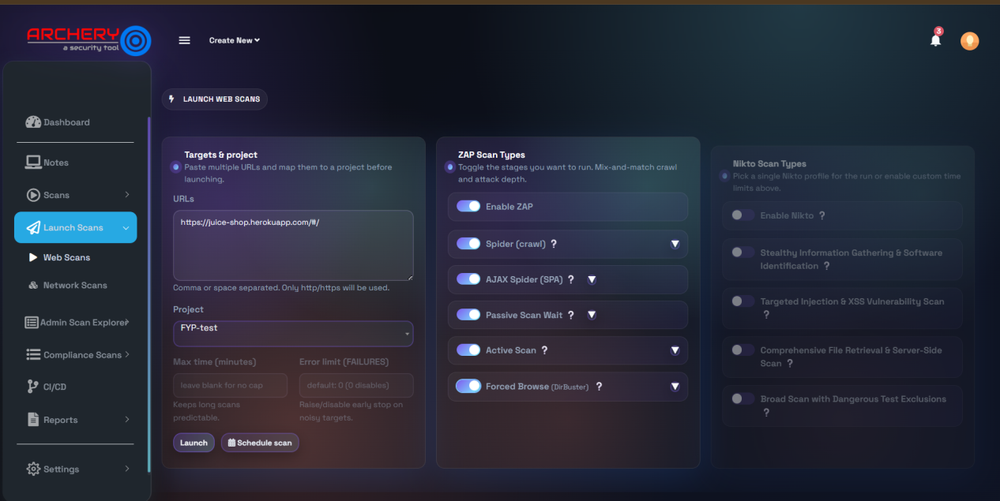 ARCHERY
a security tool
Create New
3
Dashboard
Notes
Scans
Launch Scans
Web Scans
Network Scans
Admin Scan Explorer
Compliance Scans
CI/CD
Reports
Settings
LAUNCH WEB SCANS
Targets & project
Paste multiple URLs and map them to a project before
launching.
URLs
https://juice-shop.herokuapp.com/#/
Comma or space separated. Only http/https will be used.
Project
FYP-test
Max time (minutes)
leave blank for no cap
Keeps long scans
predictable.
Error limit (FAILURES)
default: 0 (0 disables)
Raise/disable early stop on
noisy targets.
Launch
Schedule scan
ZAP Scan Types
Toggle the stages you want to run. Mix-and-match crawl
and attack depth.
Enable ZAP
Spider (crawl) ?
AJAX Spider (SPA) ?
Passive Scan Wait ?
Active Scan ?
Forced Browse (DirBuster) ?
Nikto Scan Types
Pick a single Nikto profile for the run or enable custom time
limits above.
Enable Nikto ?
Stealthy Information Gathering & Software
Identification ?
Targeted Injection & XSS Vulnerability Scan
?
Comprehensive File Retrieval & Server-Side
Scan ?
Broad Scan with Dangerous Test Exclusions
?